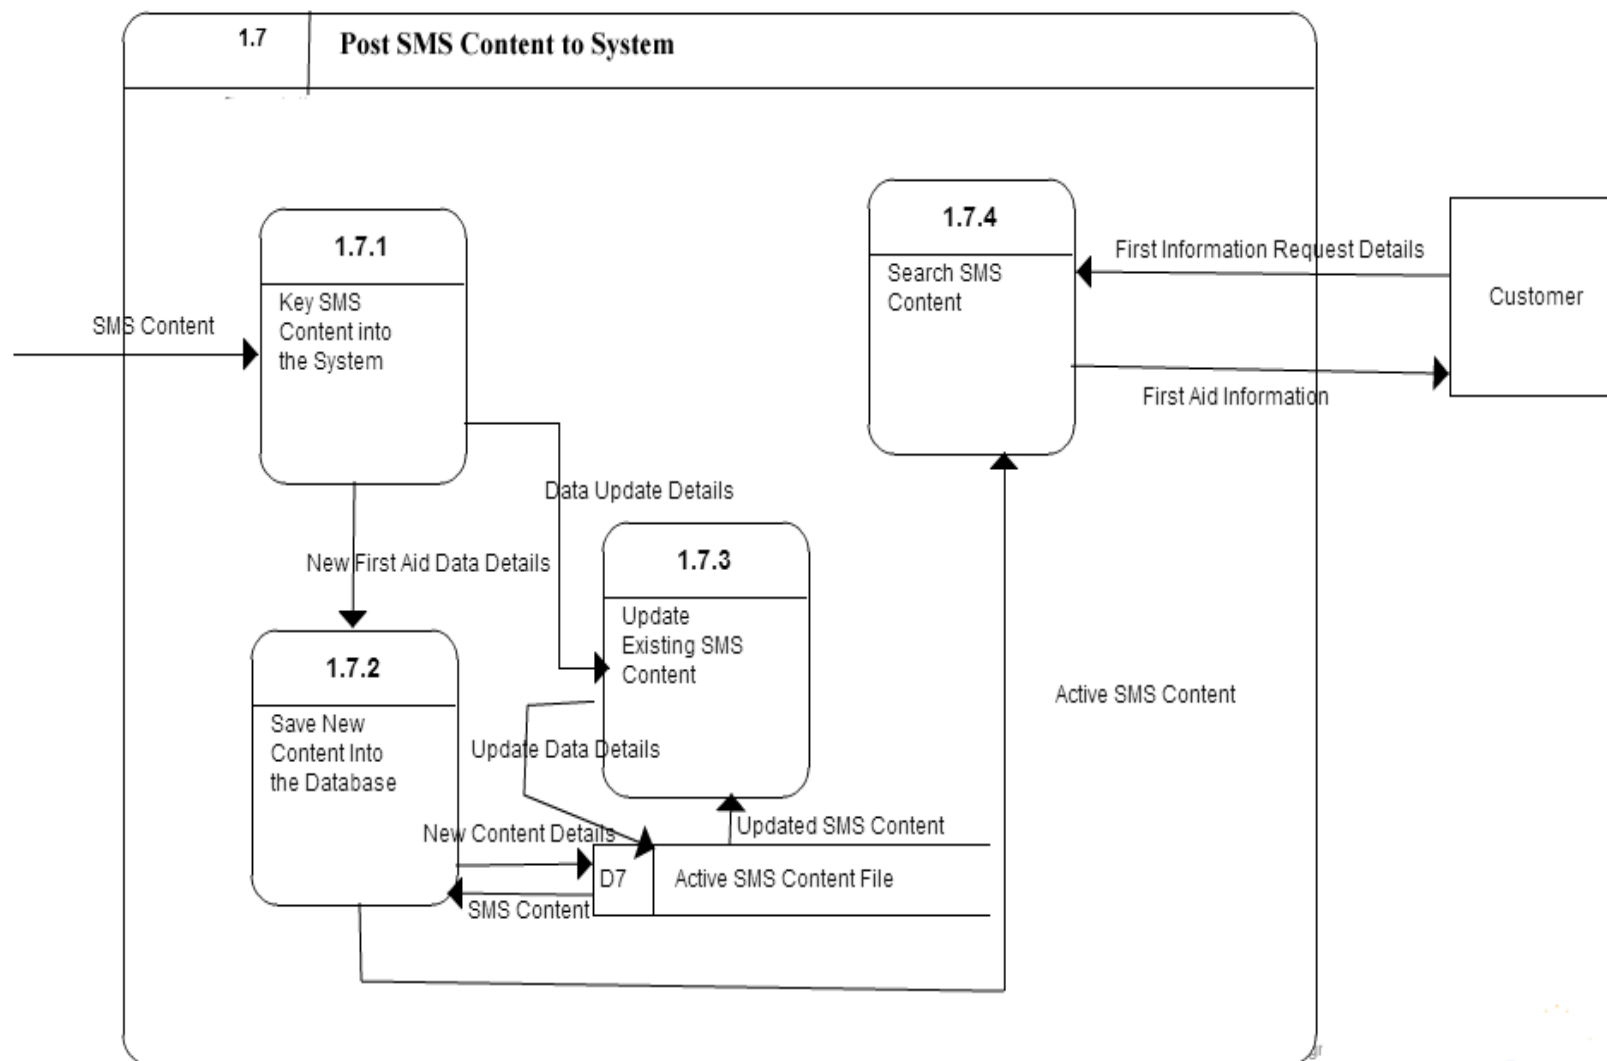 1.7 Post SMS Content to System
1.7.4
First Information Request Details
Search SMS
Content
Customer
First Aid Information
1.7.1
Key SMS
Content into
the System
SMS Content
Data Update Details
New First Aid Data Details
1.7.3
Update
Existing SMS
Content
1.7.2
Save New
Content Into
the Database
Active SMS Content
Update Data Details
New Content Details
Updated SMS Content
D7 Active SMS Content File
SMS Content